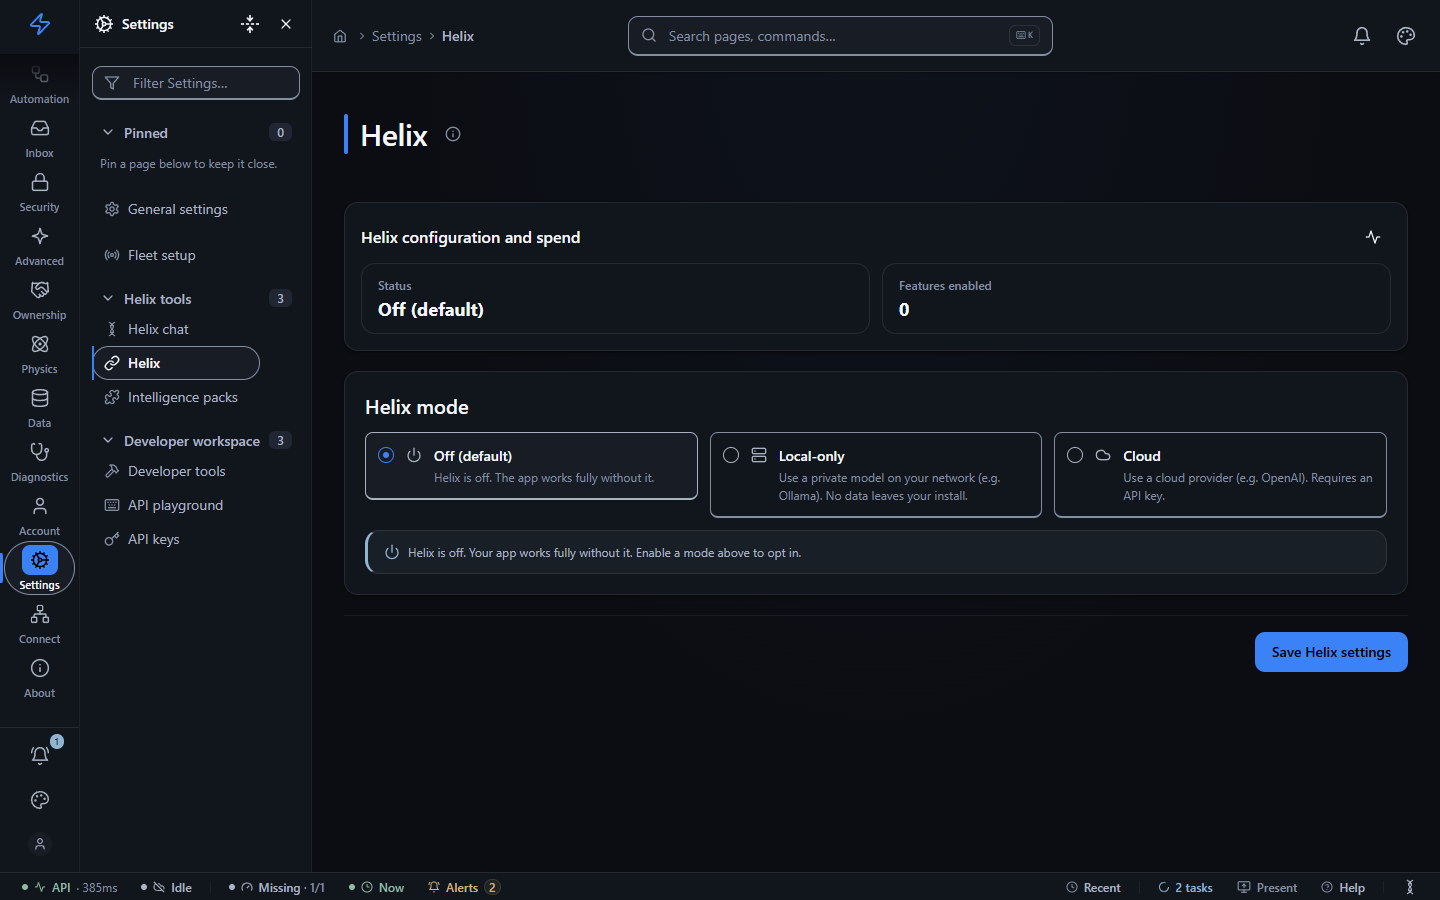 Settings
Settings
Helix
Search pages, commands...
K
Automation
Inbox
Security
Advanced
Ownership
Physics
Data
Diagnostics
Account
Settings
Connect
About
1
Filter Settings...
Pinned
0
Pin a page below to keep it close.
General settings
Fleet setup
Helix tools
3
Helix chat
Helix
Intelligence packs
Developer workspace
3
Developer tools
API playground
API keys
Helix
Helix configuration and spend
Status
Off (default)
Features enabled
0
Helix mode
Off (default)
Helix is off. The app works fully without it.
Local-only
Use a private model on your network (e.g.
Ollama). No data leaves your install.
Cloud
Use a cloud provider (e.g. OpenAI). Requires an
API key.
Helix is off. Your app works fully without it. Enable a mode above to opt in.
Save Helix settings
API · 385ms
Idle
Missing · 1/1
Now
Alerts 2
Recent
2 tasks
Present
Help